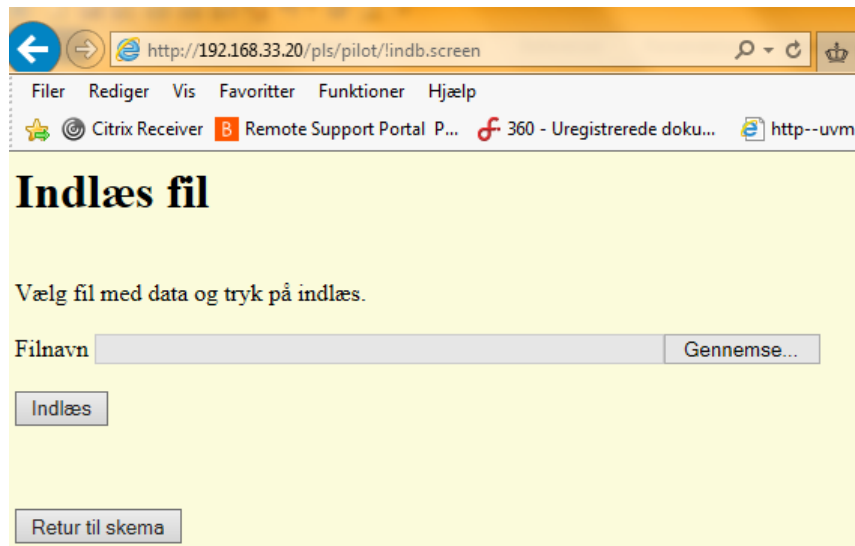 http://192.168.33.20/pls/pilot/!indb.screen
Filer Rediger Vis Favoritter Funktioner Hjælp
Citrix Receiver B Remote Support Portal P... 360 - Uregistrerede doku... http--uvm
Indlæs fil
Vælg fil med data og tryk på indlæs.
Filnavn Gennemse...
Indlæs
Retur til skema